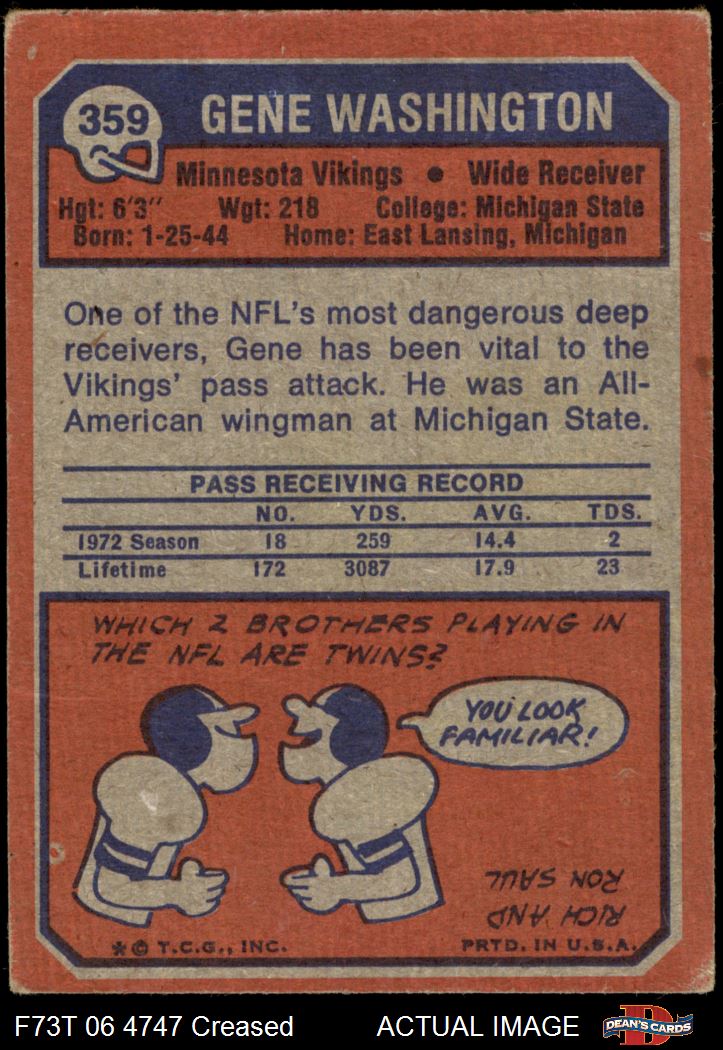 359
GENE WASHINGTON
Minnesota Vikings • Wide Receiver
Hgt: 6'3" Wgt: 218 College: Michigan State
Born: 1-25-44 Home: East Lansing, Michigan
One of the NFL's most dangerous deep
receivers, Gene has been vital to the
Vikings' pass attack. He was an All-
American wingman at Michigan State.
PASS RECEIVING RECORD
NO. YDS. AVG. TDS.
1972 Season 18 259 14.4 2
Lifetime 172 3087 17.9 23
WHICH 2 BROTHERS PLAYING IN
THE NFL ARE TWINS?
YOU LOOK
FAMILIAR!
RICH AND
RON SAUL
*© T.C.G., INC. PRTD. IN U.S.A.
F73T 06 4747 Creased ACTUAL IMAGE
D
DEAN'S CARDS